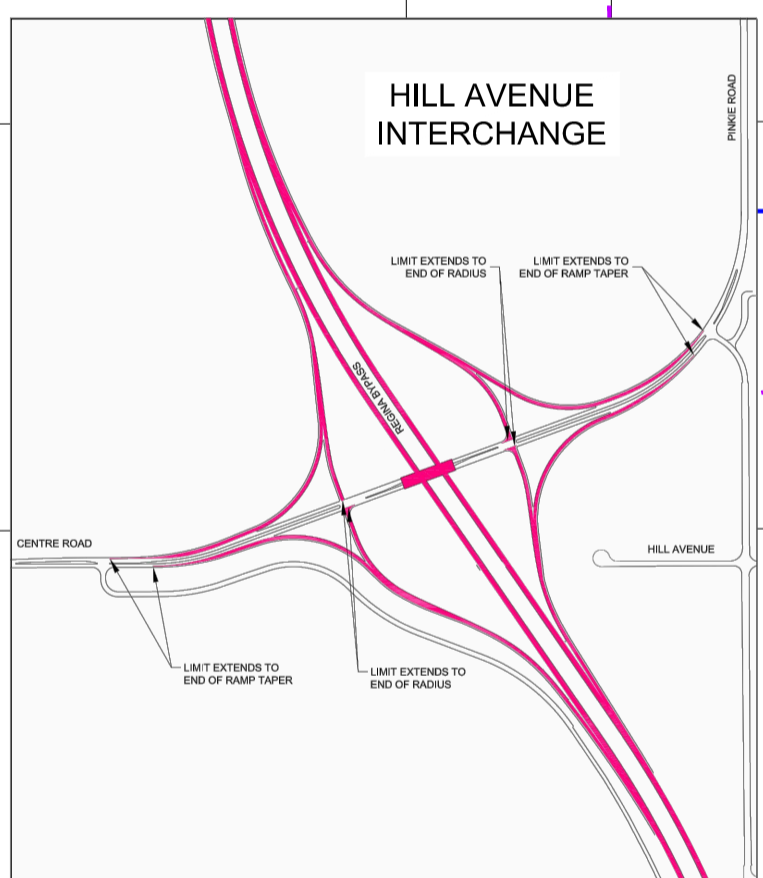 HILL AVENUE
INTERCHANGE
PINKIE ROAD
LIMIT EXTENDS TO
END OF RADIUS
LIMIT EXTENDS TO
END OF RAMP TAPER
REGINA BYPASS
CENTRE ROAD
HILL AVENUE
LIMIT EXTENDS TO
END OF RAMP TAPER
LIMIT EXTENDS TO
END OF RADIUS